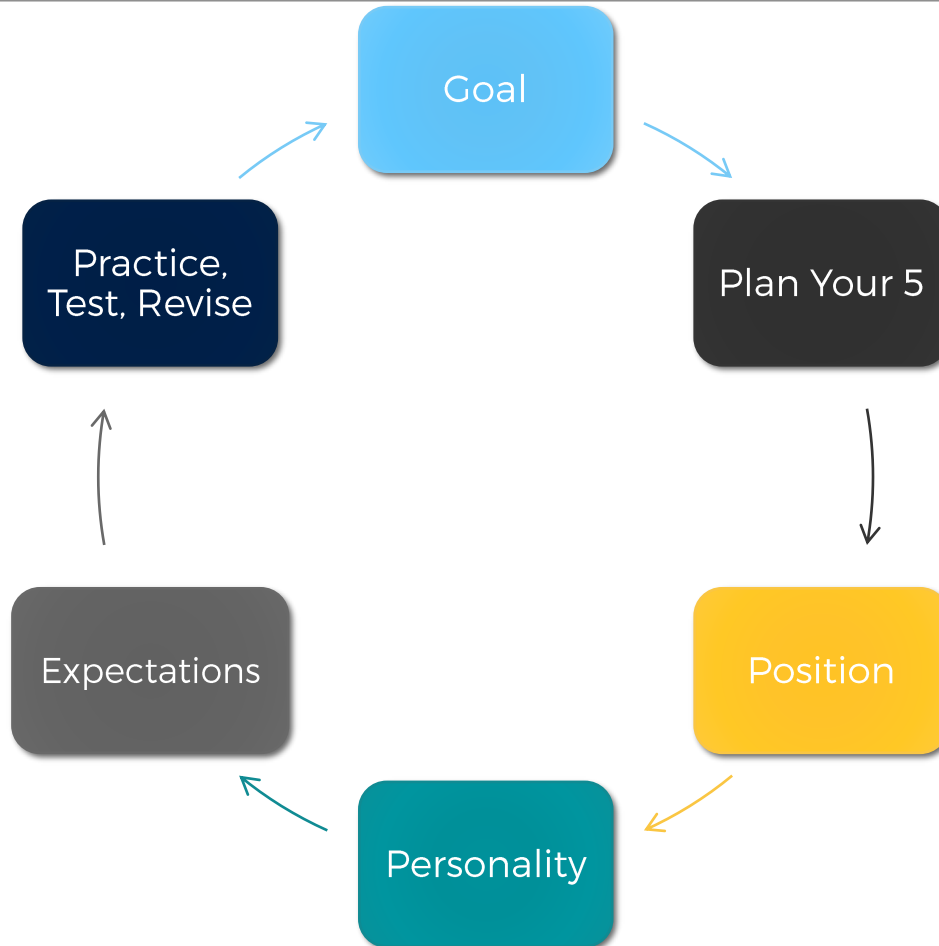 Goal
Plan Your 5
Position
Personality
Expectations
Practice,
Test, Revise